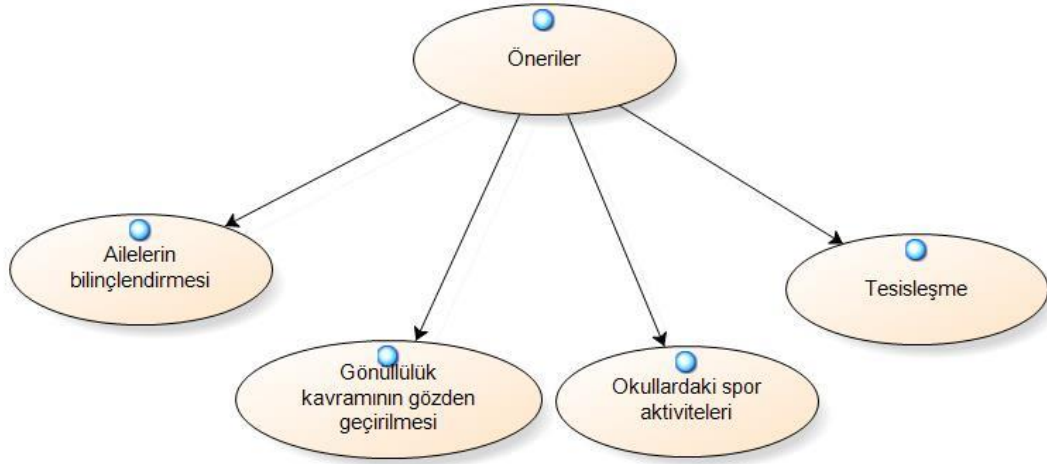 Öneriler
Ailelerin
bilinçlendirmesi
Gönüllülük
kavramının gözden
geçirilmesi
Okullardaki spor
aktiviteleri
Tesisleşme